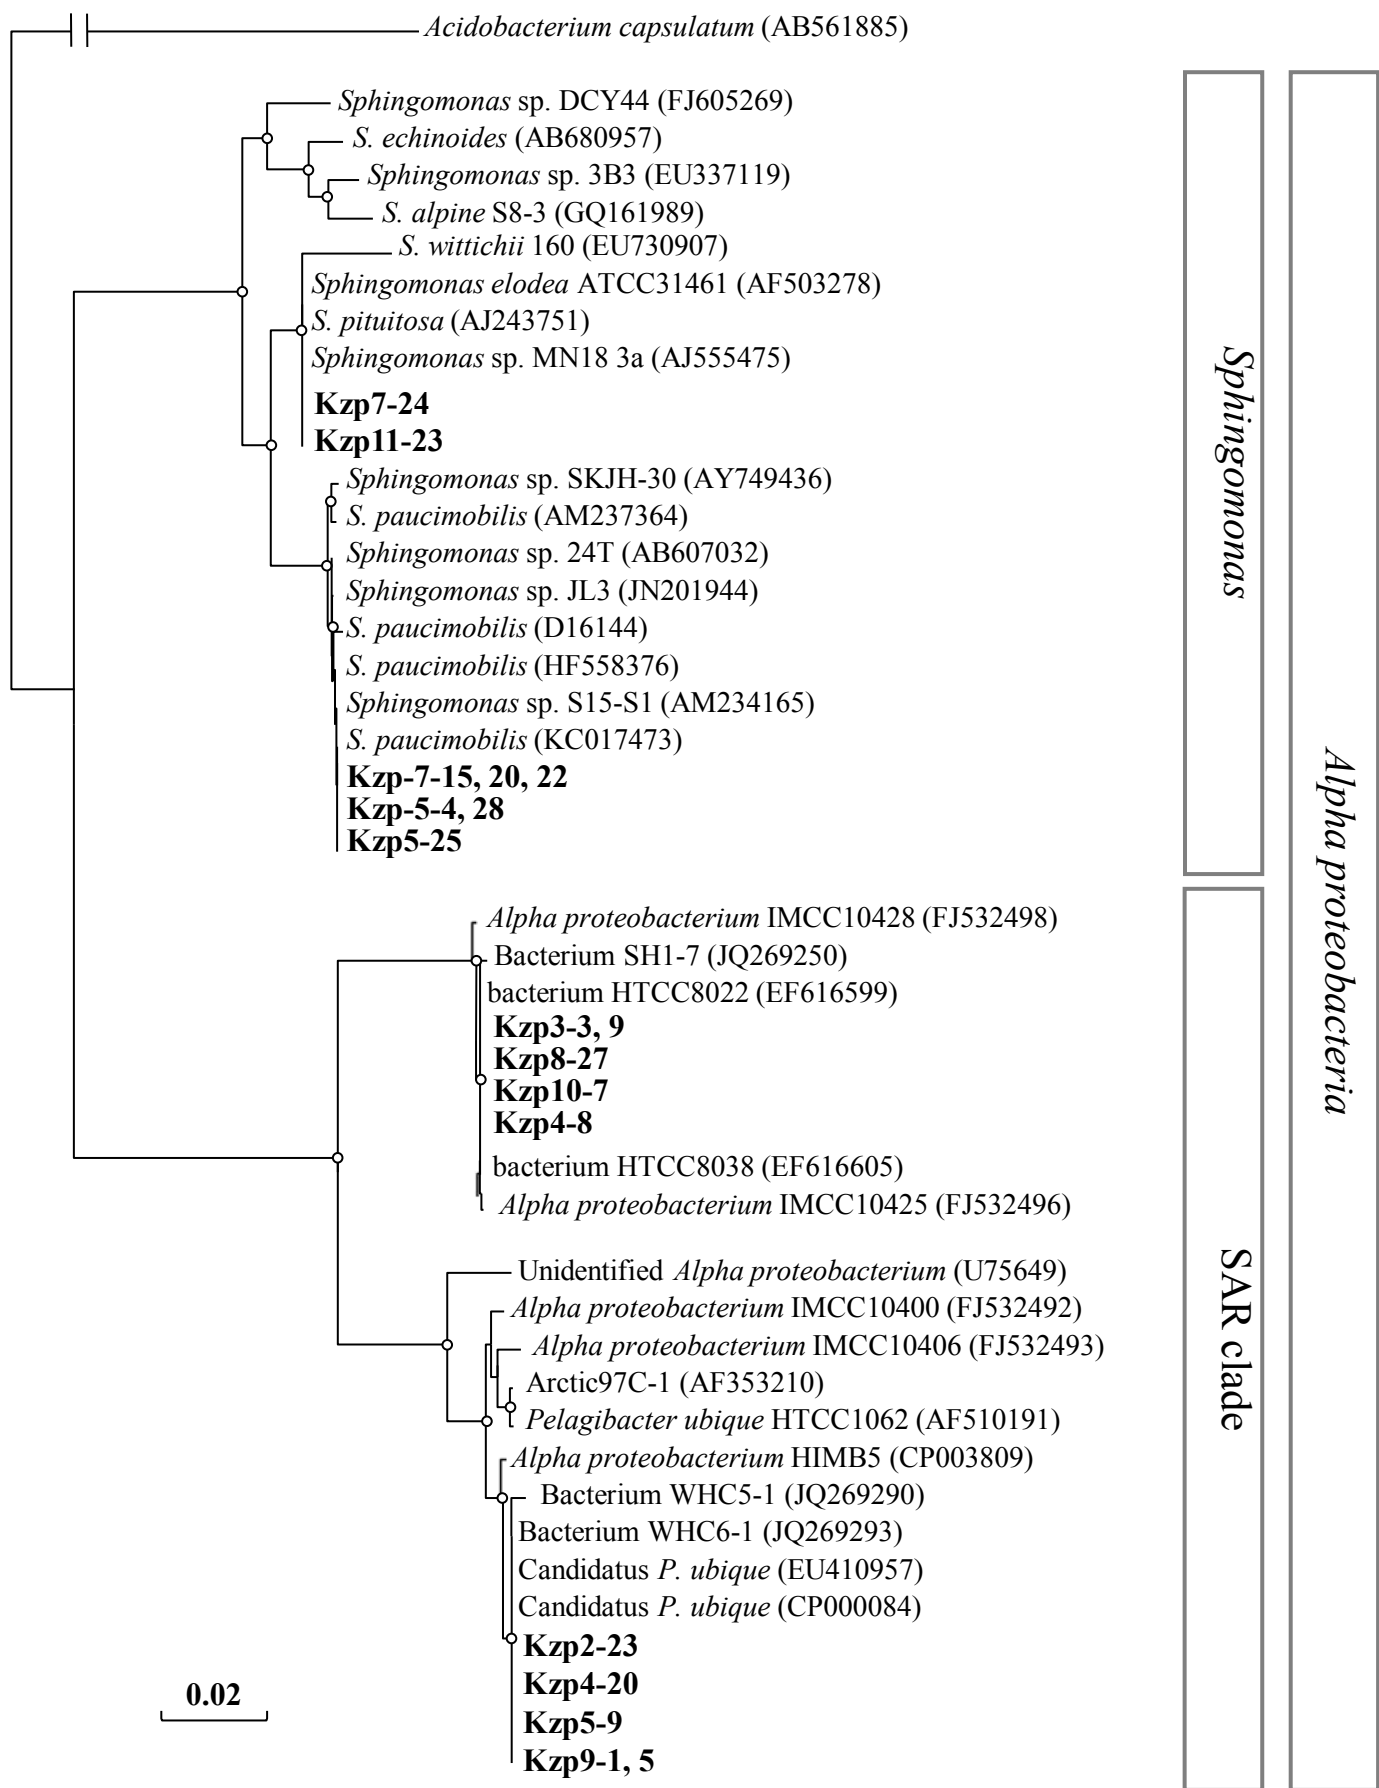 Acidobacterium capsulatum (AB561885)
Sphingomonas sp. DCY44 (FJ605269)
S. echinoides (AB680957)
Sphingomonas sp. 3B3 (EU337119)
S. alpine S8-3 (GQ161989)
S. wittichii 160 (EU730907)
Sphingomonas elodea ATCC31461 (AF503278)
S. pituitosa (AJ243751)
Sphingomonas sp. MN18 3a (AJ555475)
Kzp7-24
Kzp11-23
Sphingomonas sp. SKJH-30 (AY749436)
S. paucimobilis (AM237364)
Sphingomonas sp. 24T (AB607032)
Sphingomonas sp. JL3 (JN201944)
S. paucimobilis (D16144)
S. paucimobilis (HF558376)
Sphingomonas sp. S15-S1 (AM234165)
S. paucimobilis (KC017473)
Kzp-7-15, 20, 22
Kzp-5-4, 28
Kzp5-25
Alpha proteobacterium IMCC10428 (FJ532498)
Bacterium SH1-7 (JQ269250)
bacterium HTCC8022 (EF616599)
Kzp3-3, 9
Kzp8-27
Kzp10-7
Kzp4-8
bacterium HTCC8038 (EF616605)
Alpha proteobacterium IMCC10425 (FJ532496)
Unidentified Alpha proteobacterium (U75649)
Alpha proteobacterium IMCC10400 (FJ532492)
Alpha proteobacterium IMCC10406 (FJ532493)
Arctic97C-1 (AF353210)
Pelagibacter ubique HTCC1062 (AF510191)
Alpha proteobacterium HIMB5 (CP003809)
Bacterium WHC5-1 (JQ269290)
Bacterium WHC6-1 (JQ269293)
Candidatus P. ubique (EU410957)
Candidatus P. ubique (CP000084)
Kzp2-23
Kzp4-20
Kzp5-9
Kzp9-1, 5
0.02
Sphingomonas
SAR clade
Alpha proteobacteria